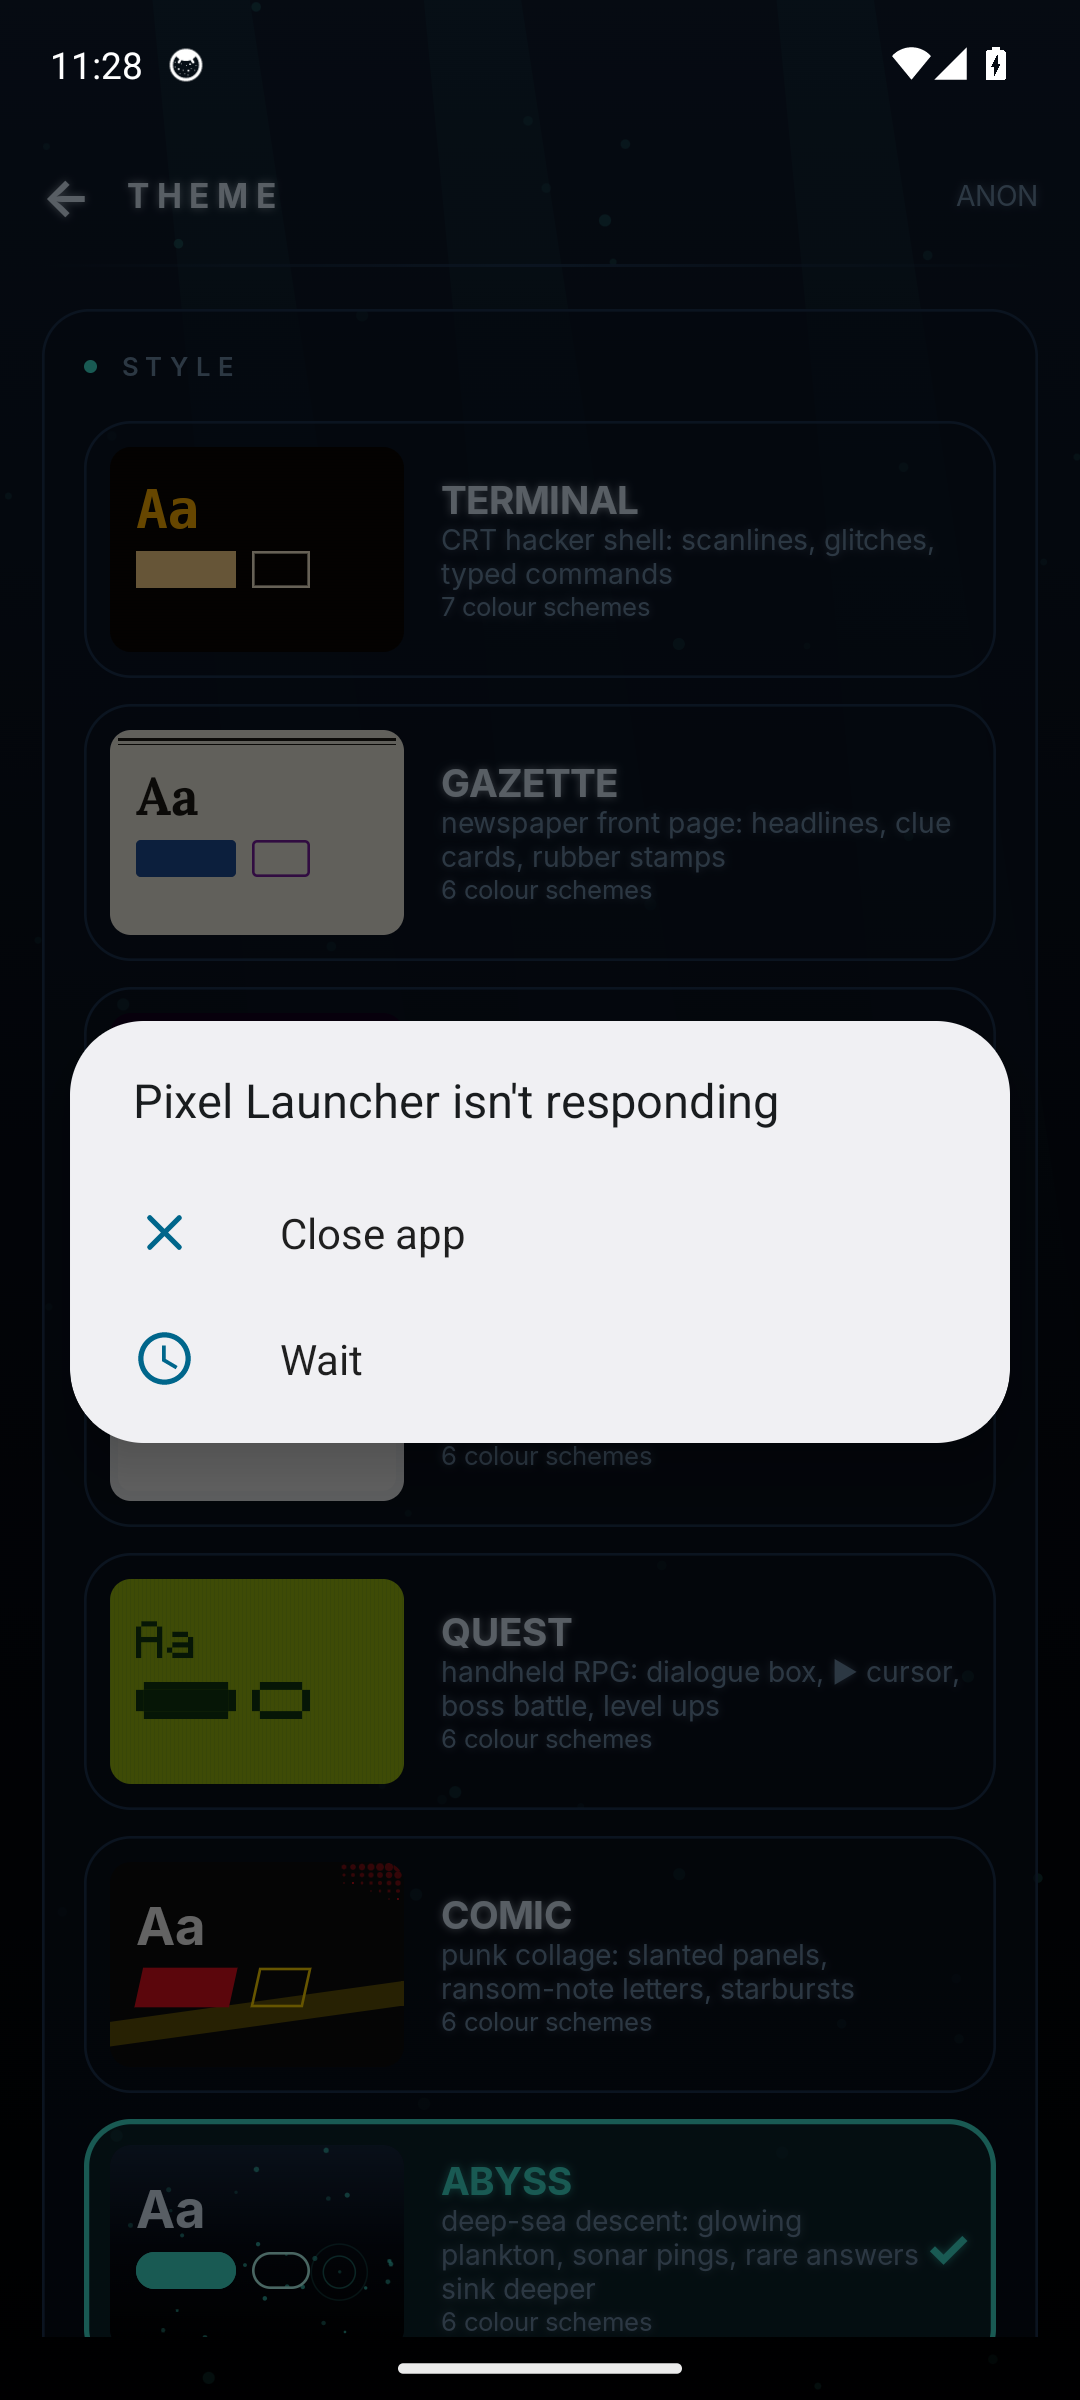 11:28
THEME
ANON
STYLE
Aa
TERMINAL
CRT hacker shell: scanlines, glitches,
typed commands
7 colour schemes
Aa
GAZETTE
newspaper front page: headlines, clue
cards, rubber stamps
6 colour schemes
Pixel Launcher isn't responding
Close app
Wait
6 colour schemes
Aa
QUEST
handheld RPG: dialogue box, ▶ cursor,
boss battle, level ups
6 colour schemes
Aa
COMIC
punk collage: slanted panels,
ransom-note letters, starbursts
6 colour schemes
Aa
ABYSS
deep-sea descent: glowing
plankton, sonar pings, rare answers
sink deeper
6 colour schemes